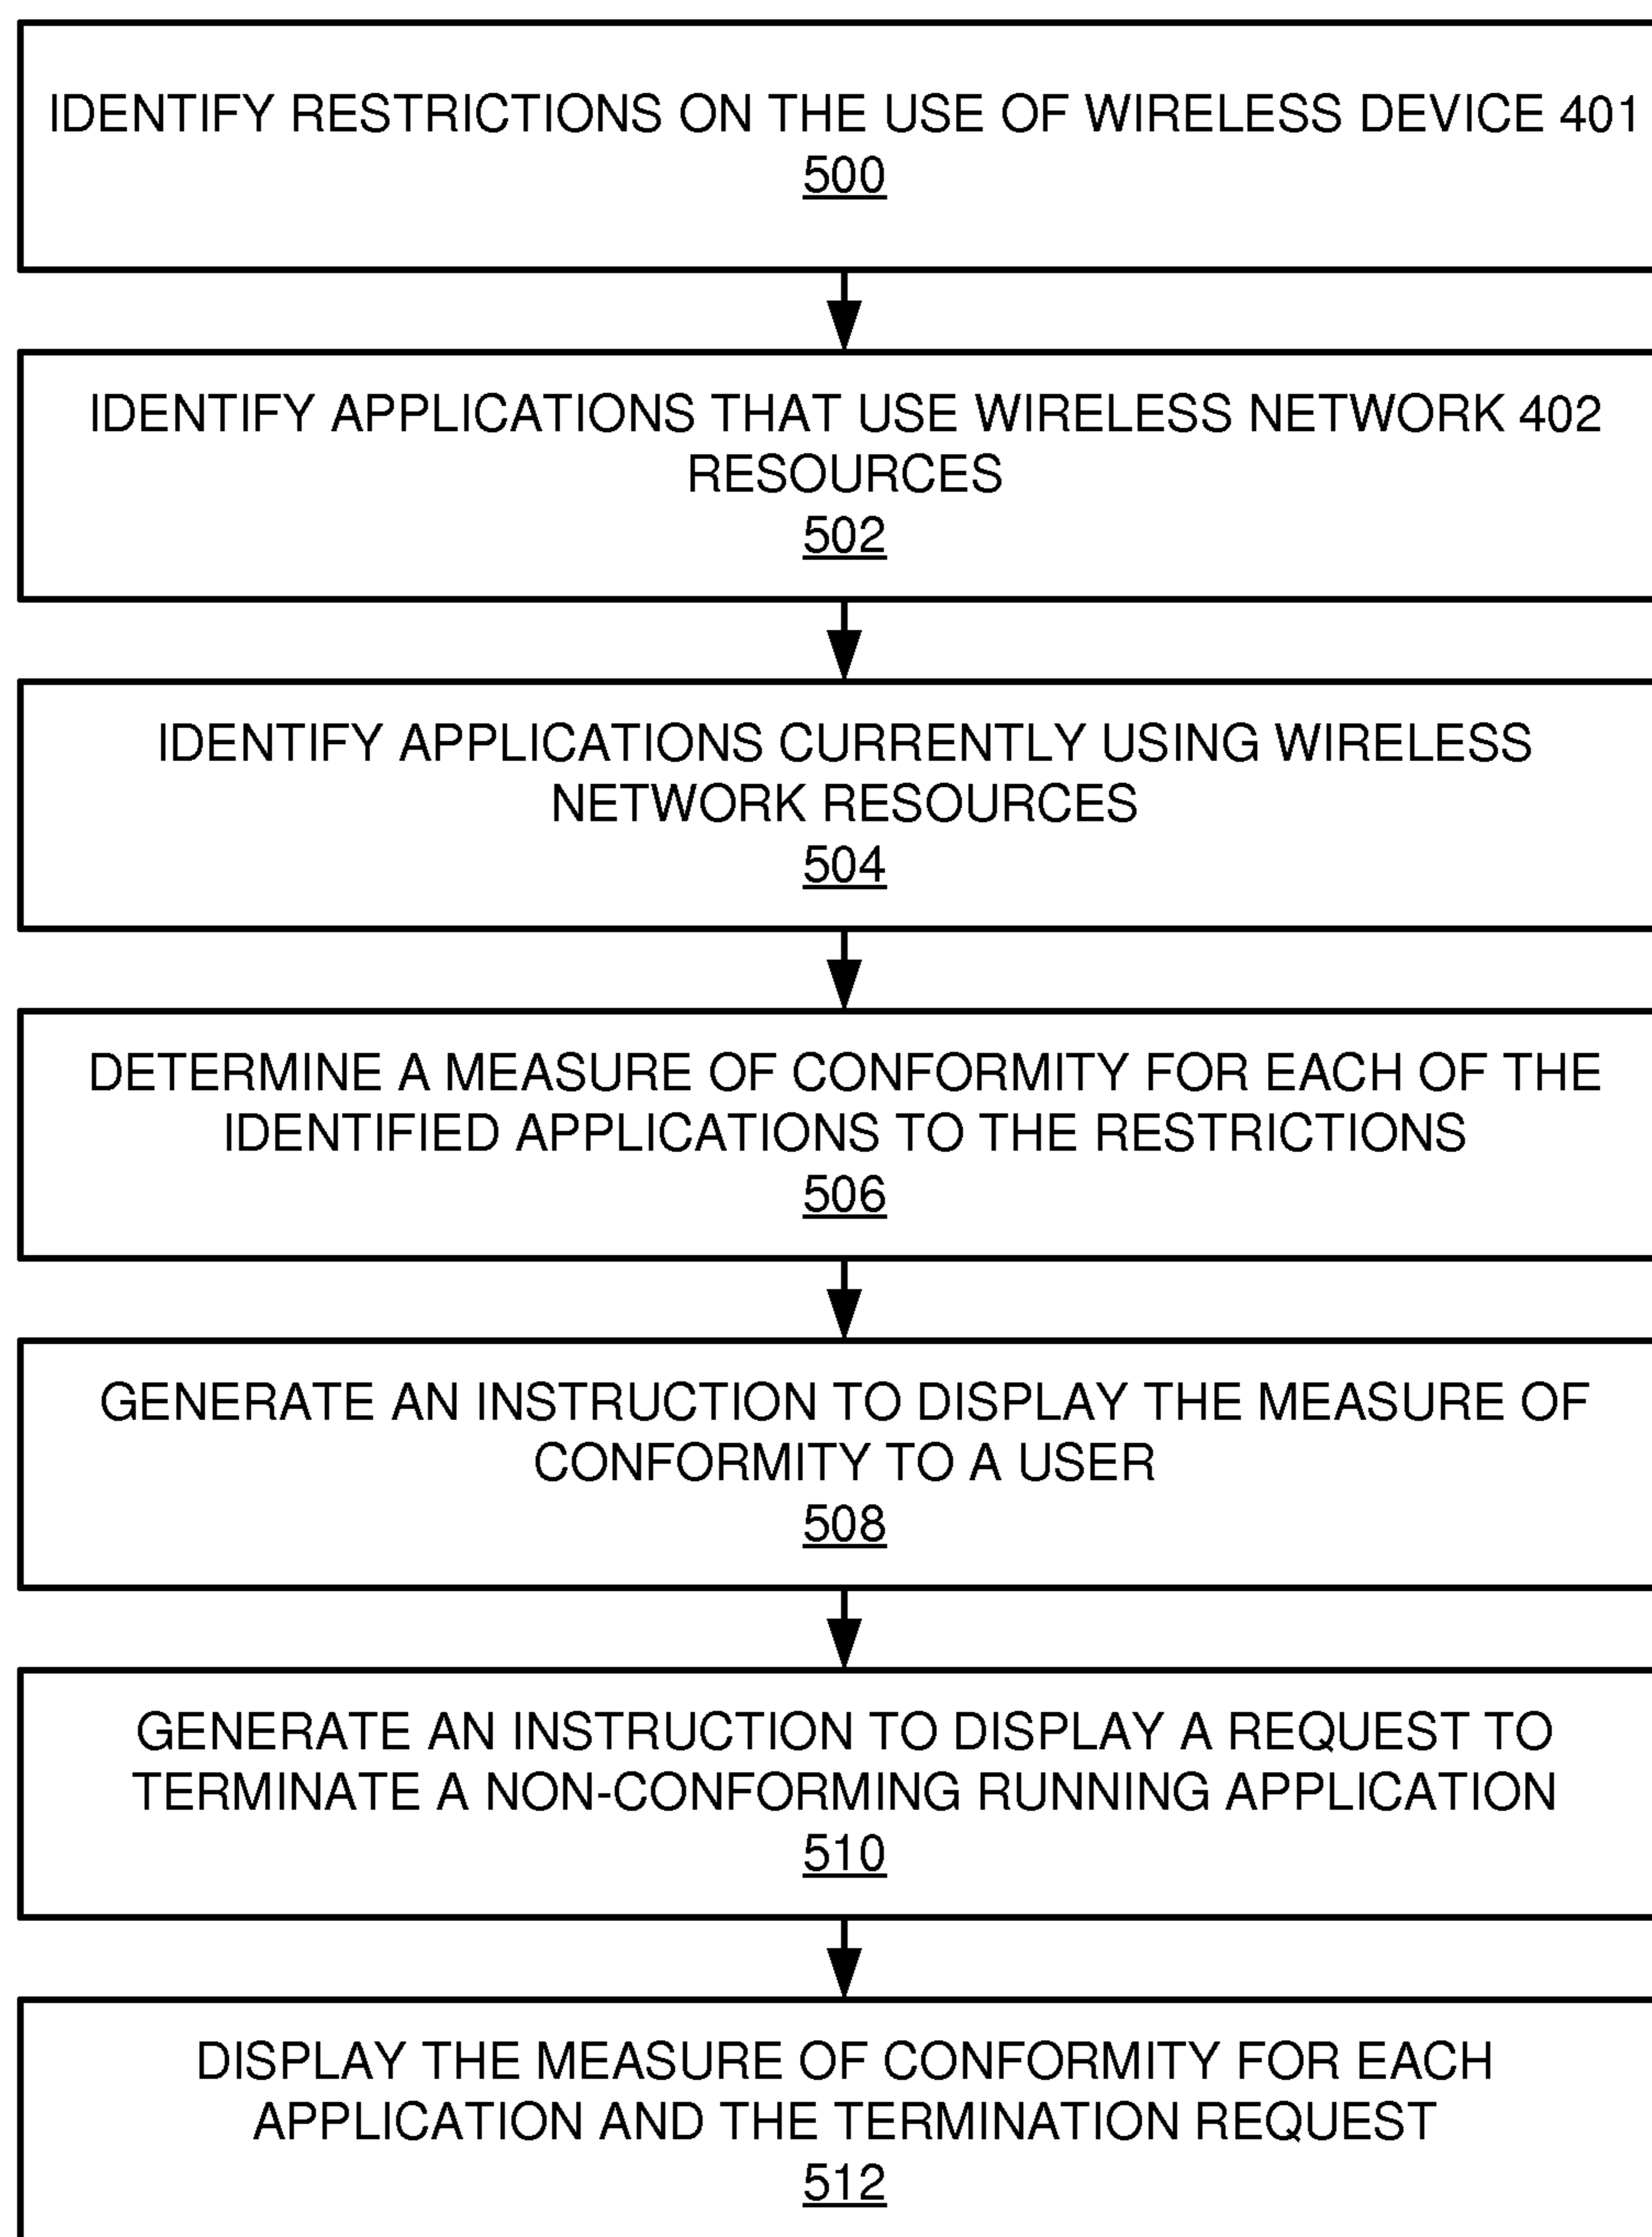 IDENTIFY RESTRICTIONS ON THE USE OF WIRELESS DEVICE 401
500
IDENTIFY APPLICATIONS THAT USE WIRELESS NETWORK 402
RESOURCES
502
IDENTIFY APPLICATIONS CURRENTLY USING WIRELESS
NETWORK RESOURCES
504
DETERMINE A MEASURE OF CONFORMITY FOR EACH OF THE
IDENTIFIED APPLICATIONS TO THE RESTRICTIONS
506
GENERATE AN INSTRUCTION TO DISPLAY THE MEASURE OF
CONFORMITY TO A USER
508
GENERATE AN INSTRUCTION TO DISPLAY A REQUEST TO
TERMINATE A NON-CONFORMING RUNNING APPLICATION
510
DISPLAY THE MEASURE OF CONFORMITY FOR EACH
APPLICATION AND THE TERMINATION REQUEST
512